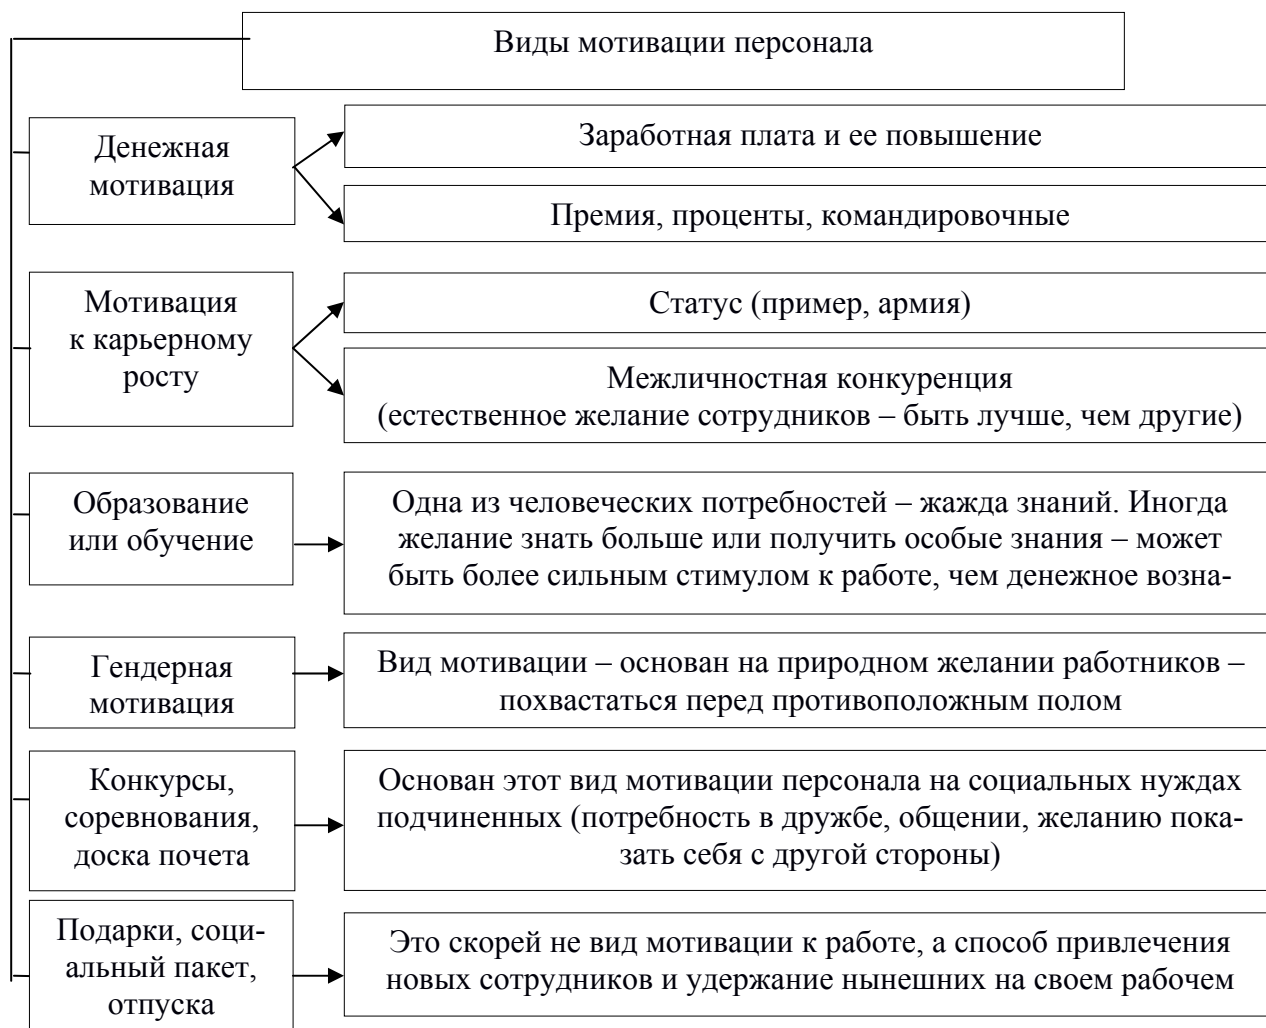 Виды мотивации персонала
Денежная
мотивация
Заработная плата и ее повышение
Премия, проценты, командировочные
Мотивация
к карьерному
росту
Статус (пример, армия)
Межличностная конкуренция
(естественное желание сотрудников – быть лучше, чем другие)
Образование
или обучение
Одна из человеческих потребностей – жажда знаний. Иногда
желание знать больше или получить особые знания – может
быть более сильным стимулом к работе, чем денежное возна-
Гендерная
мотивация
Вид мотивации – основан на природном желании работников –
похвастаться перед противоположным полом
Конкурсы,
соревнования,
доска почета
Основан этот вид мотивации персонала на социальных нуждах
подчиненных (потребность в дружбе, общении, желанию пока-
зать себя с другой стороны)
Подарки, соци-
альный пакет,
отпуска
Это скорей не вид мотивации к работе, а способ привлечения
новых сотрудников и удержание нынешних на своем рабочем